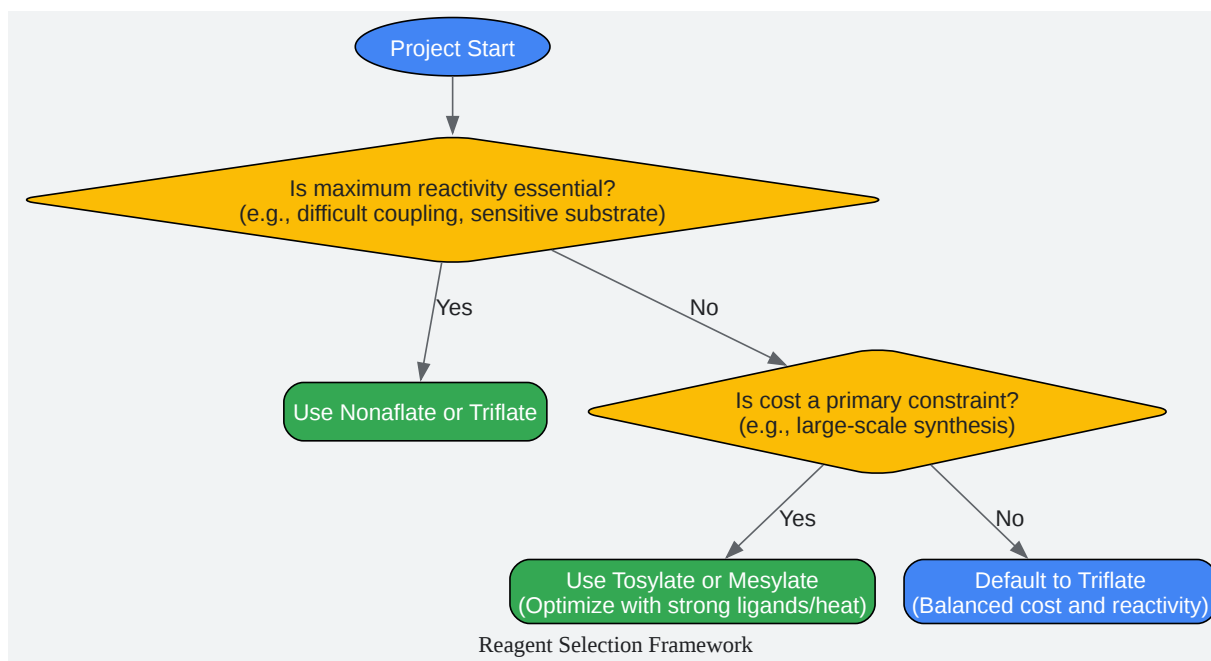 Project Start
Is maximum reactivity essential?
(e.g., difficult coupling, sensitive substrate)
Yes
No
Use Nonaflate or Triflate
Is cost a primary constraint?
(e.g., large-scale synthesis)
Yes
No
Use Tosylate or Mesylate
(Optimize with strong ligands/heat)
Default to Triflate
(Balanced cost and reactivity)
Reagent Selection Framework